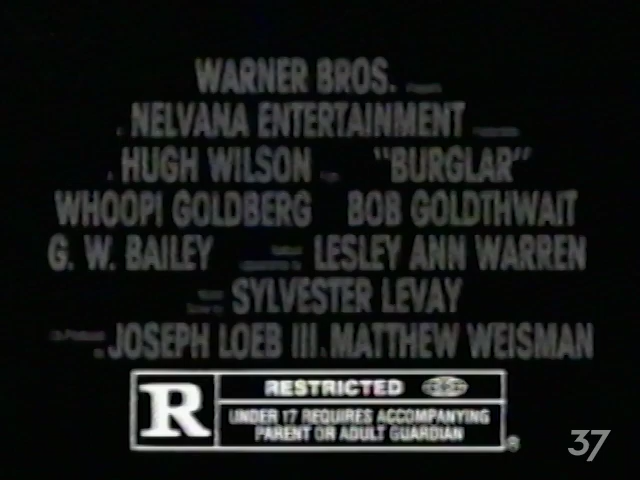 WARNER BROS.
NELVANA ENTERTAINMENT
HUGH WILSON "BURGLAR"
WHOOPI GOLDBERG BOB GOLDTHWAIT
G. W. BAILEY LESLEY ANN WARREN
SYLVESTER LEVAY
JOSEPH LOEB III. MATTHEW WEISMAN
R RESTRICTED
UNDER 17 REQUIRES ACCOMPANYING
PARENT OR ADULT GUARDIAN
®
37